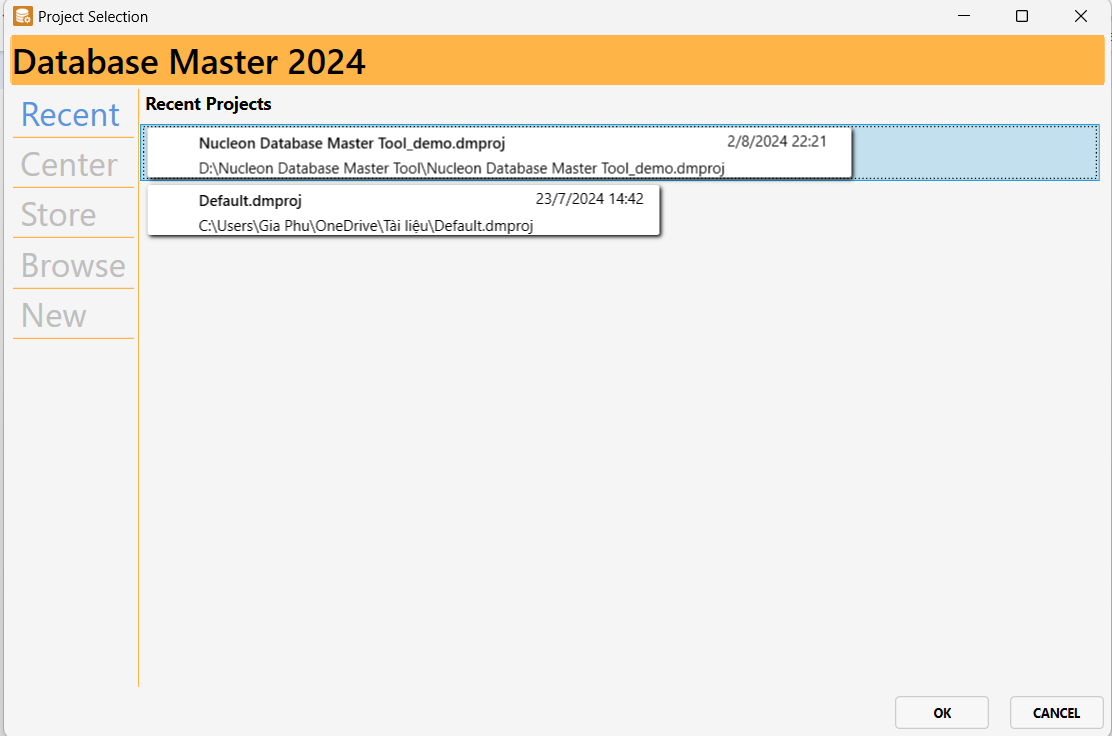 Project Selection
Database Master 2024
Recent
Center
Store
Browse
New
Recent Projects
Nucleon Database Master Tool_demo.dmproj 2/8/2024 22:21
D:\Nucleon Database Master Tool\Nucleon Database Master Tool_demo.dmproj
Default.dmproj 23/7/2024 14:42
C:\Users\Gia Phu\OneDrive\Tài liệu\Default.dmproj
OK CANCEL